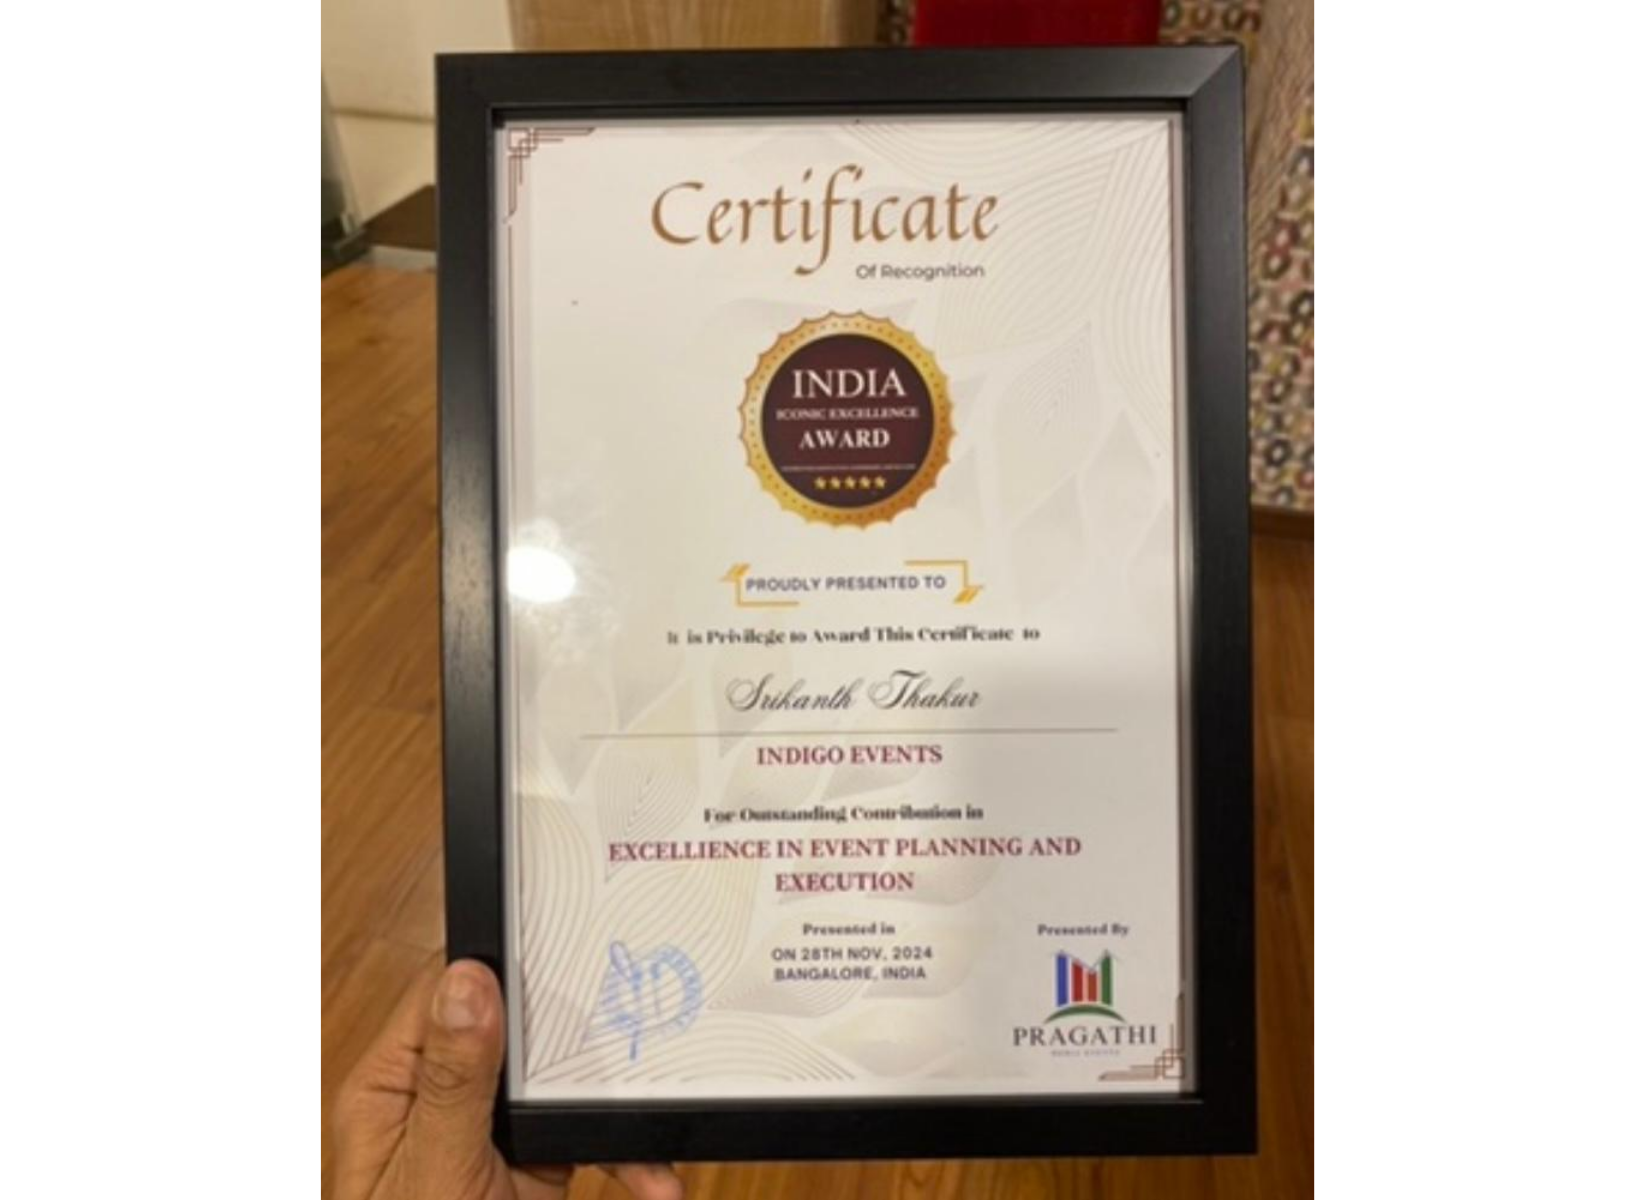 Certificate
Of Recognition
INDIA
ICONIC EXCELLENCE
AWARD
PROUDLY PRESENTED TO
It is Privilege to Award This Certificate to
Srikanth Thakur
INDIGO EVENTS
For Outstanding Contribution in
EXCELLIENCE IN EVENT PLANNING AND
EXECUTION
Presented in
ON 28TH NOV, 2024
BANGALORE, INDIA
Presented By
PRAGATHI